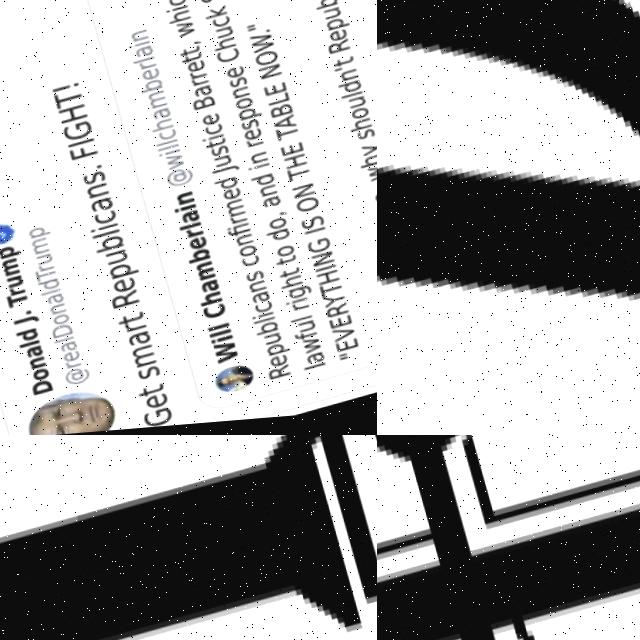 Donald J. Trump
@realDonaldTrump
Get smart Republicans. FIGHT!
Will Chamberlain @willchamberlain
Republicans confirmed Justice Barrett,
lawful right to do, and in response Chuck
"EVERYTHING IS ON THE TABLE NOW."
shouldn't